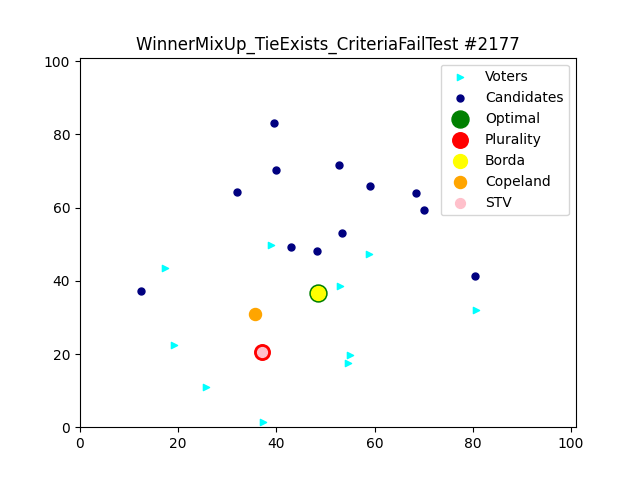 WinnerMixUp_TieExists_CriteriaFailTest #2177
100
80
60
40
20
0
0 20 40 60 80 100
Voters
Candidates
Optimal
Plurality
Borda
Copeland
STV